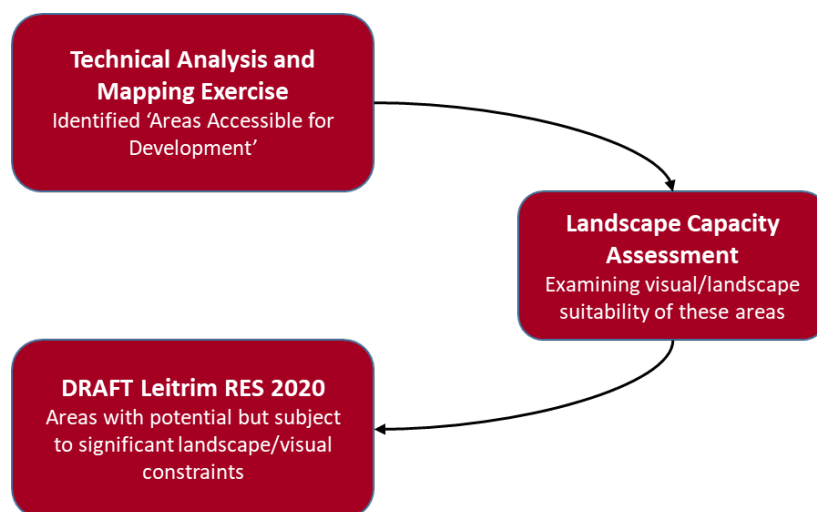 Technical Analysis and
Mapping Exercise
Identified ‘Areas Accessible for
Development’
Landscape Capacity
Assessment
Examining visual/landscape
suitability of these areas
DRAFT Leitrim RES 2020
Areas with potential but subject
to significant landscape/visual
constraints